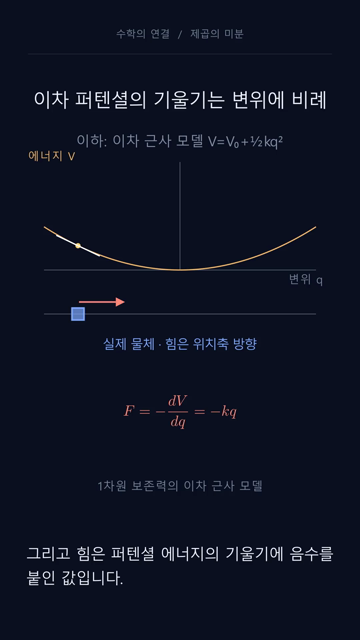 수학의 연결 / 제곱의 미분
이차 퍼텐셜의 기울기는 변위에 비례
이하: 이차 근사 모델 V=V₀+½kq²
에너지 V
변위 q
실제 물체 · 힘은 위치축 방향
F = −dV/dq = −kq
1차원 보존력의 이차 근사 모델
그리고 힘은 퍼텐셜 에너지의 기울기에 음수를
붙인 값입니다.